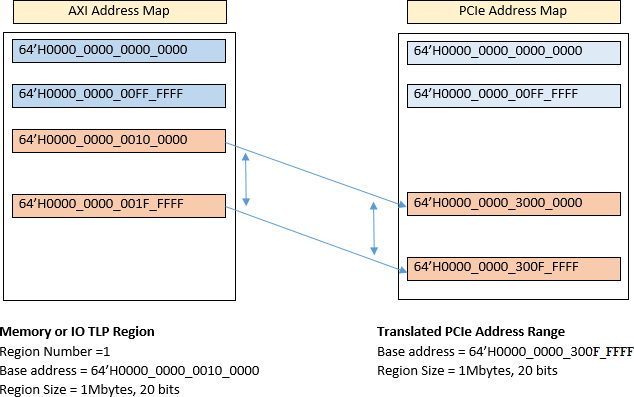 AXI Address Map
64'H0000_0000_0000_0000
64'H0000_0000_00FF_FFFF
64'H0000_0000_0010_0000
64'H0000_0000_001F_FFFF
PCIe Address Map
64'H0000_0000_0000_0000
64'H0000_0000_00FF_FFFF
64'H0000_0000_3000_0000
64'H0000_0000_300F_FFFF
Memory or IO TLP Region
Region Number =1
Base address = 64'H0000_0000_0010_0000
Region Size = 1Mbytes, 20 bits
Translated PCIe Address Range
Base address = 64'H0000_0000_300F_FFFF
Region Size = 1Mbytes, 20 bits